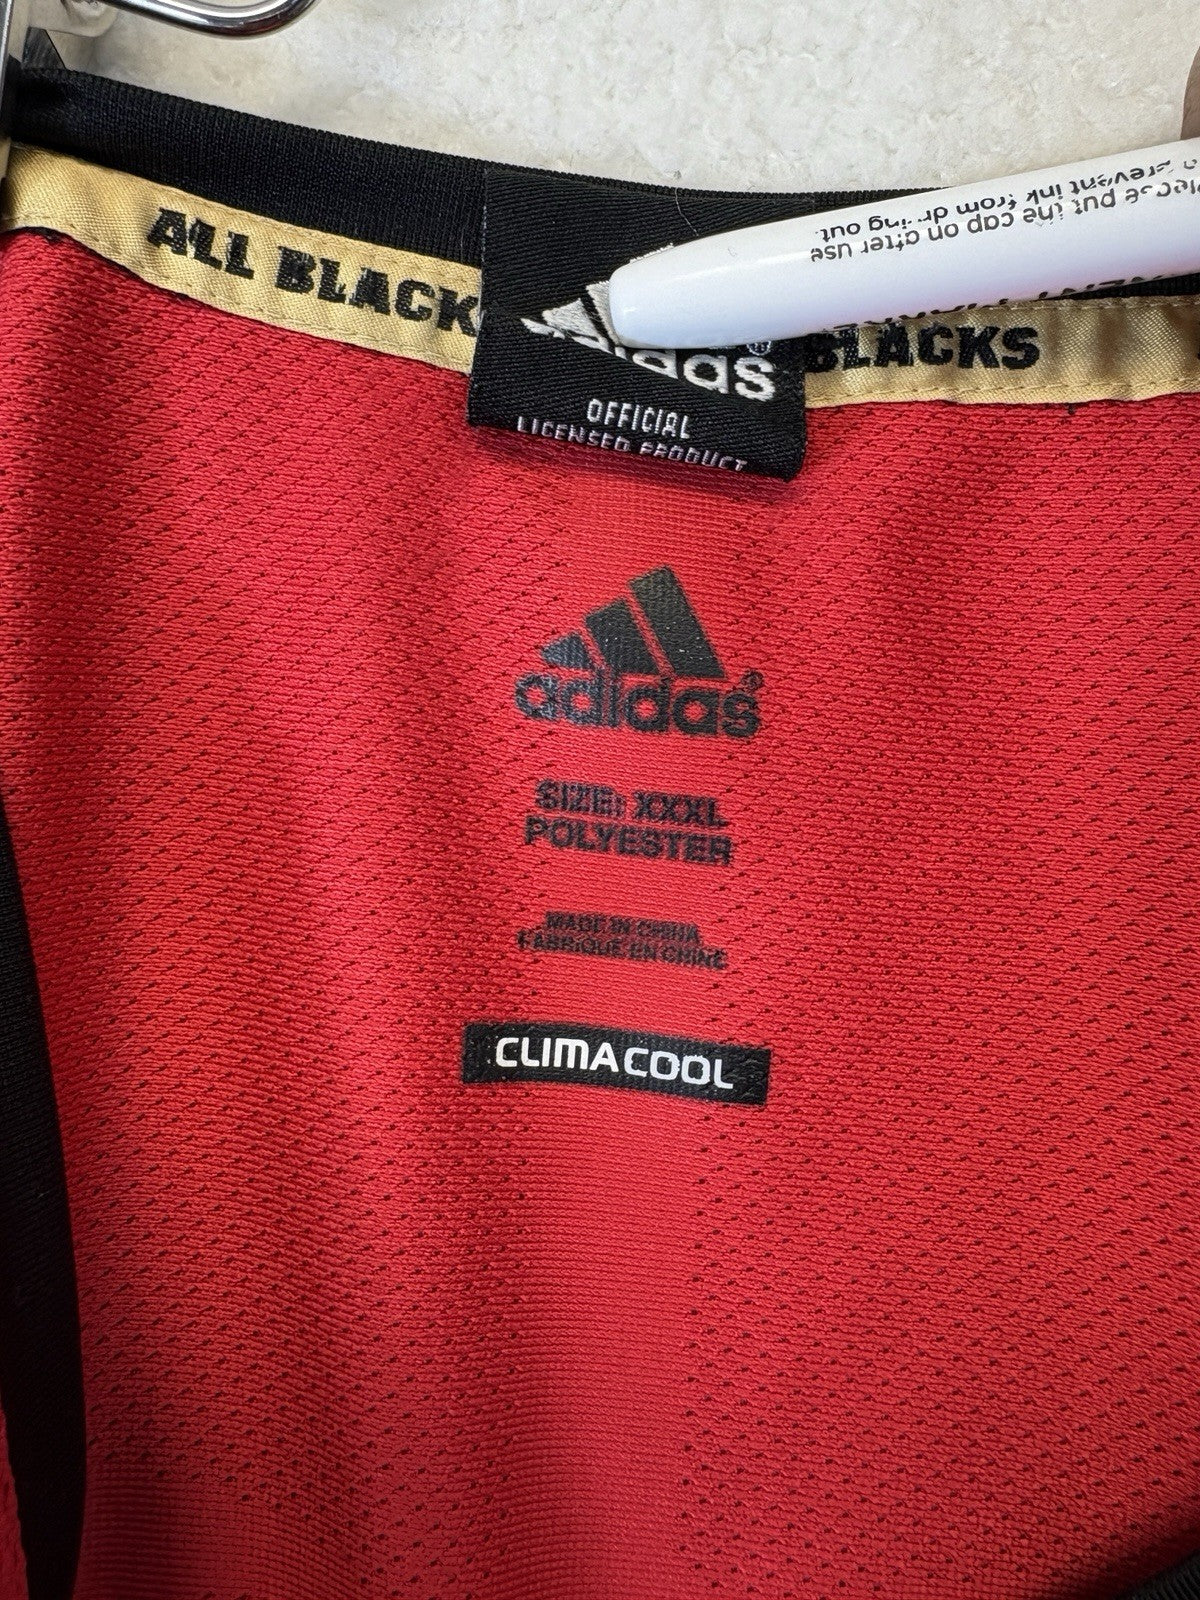 Please put the cap on after use
to prevent ink from drying out.
ALL BLACKS
BLACKS
adidas
OFFICIAL
LICENSED PRODUCT
adidas®
SIZE: XXXL
POLYESTER
MADE IN CHINA
FABRIQUE EN CHINE
CLIMACOOL